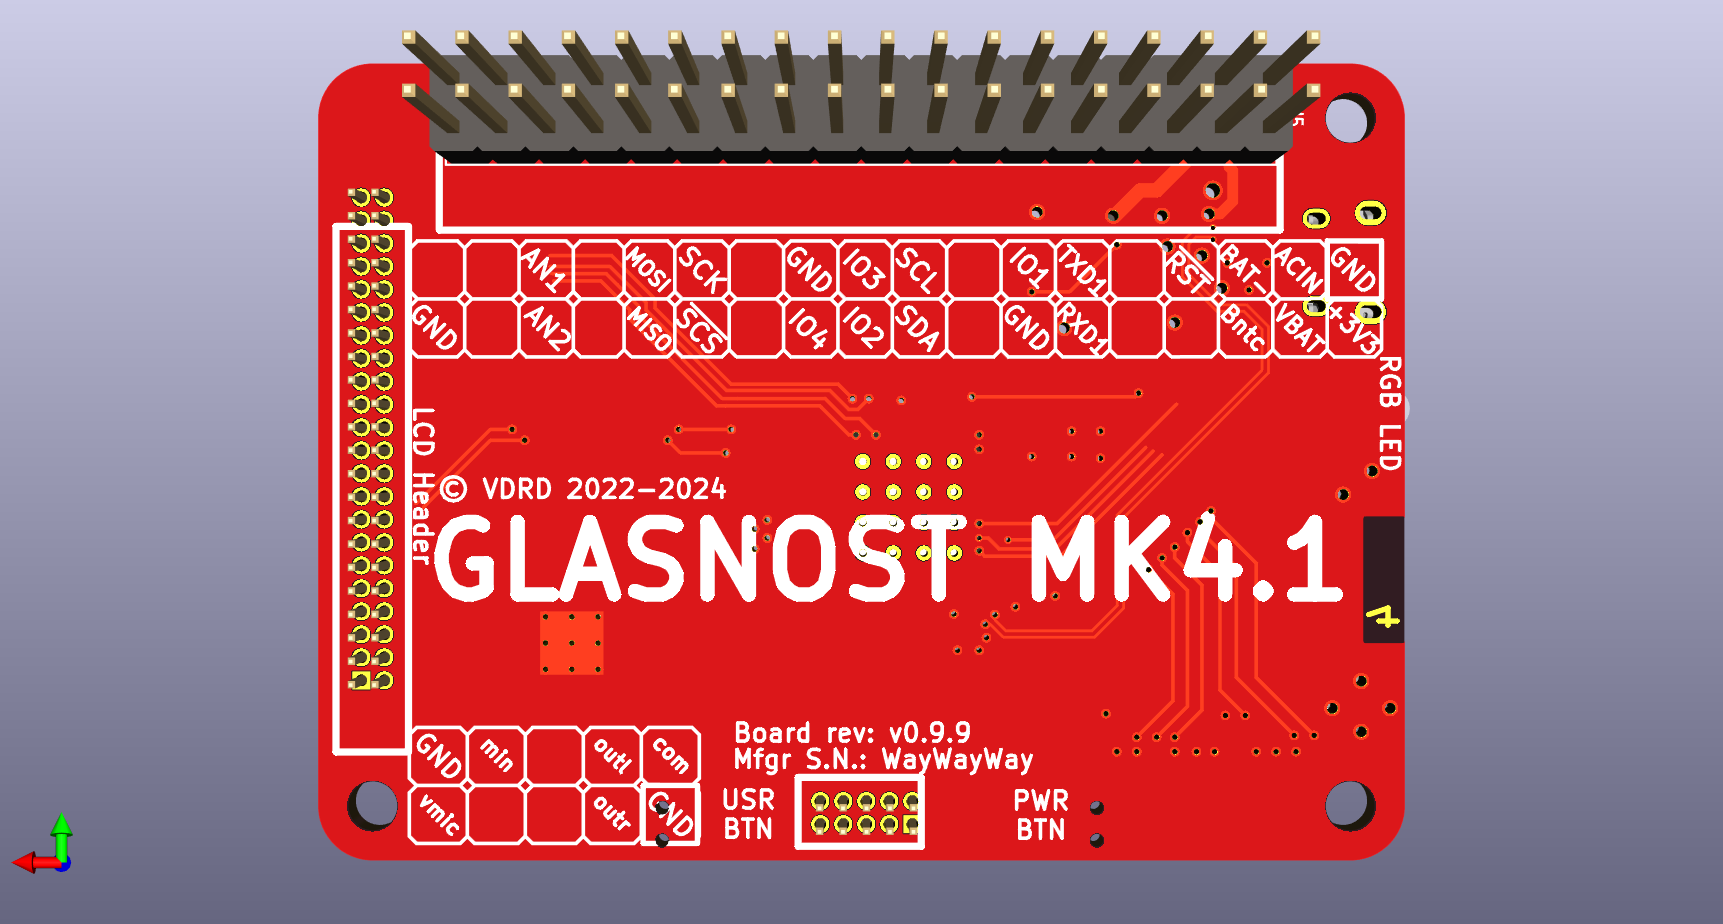 AN1 MOSI SCK GND IO3 SCL IO1 TXD1 RST BAT- ACIN GND
GND AN2 MISO SCS IO4 IO2 SDA GND RXD1 Bntc VBAT +3V3
RGB LED
LCD Header
© VDRD 2022-2024
GLASNOST MK4.1
Board rev: v0.9.9
Mfgr S.N.: WayWayWay
GND min outl com
vmic outr GND
USR
BTN
PWR
BTN